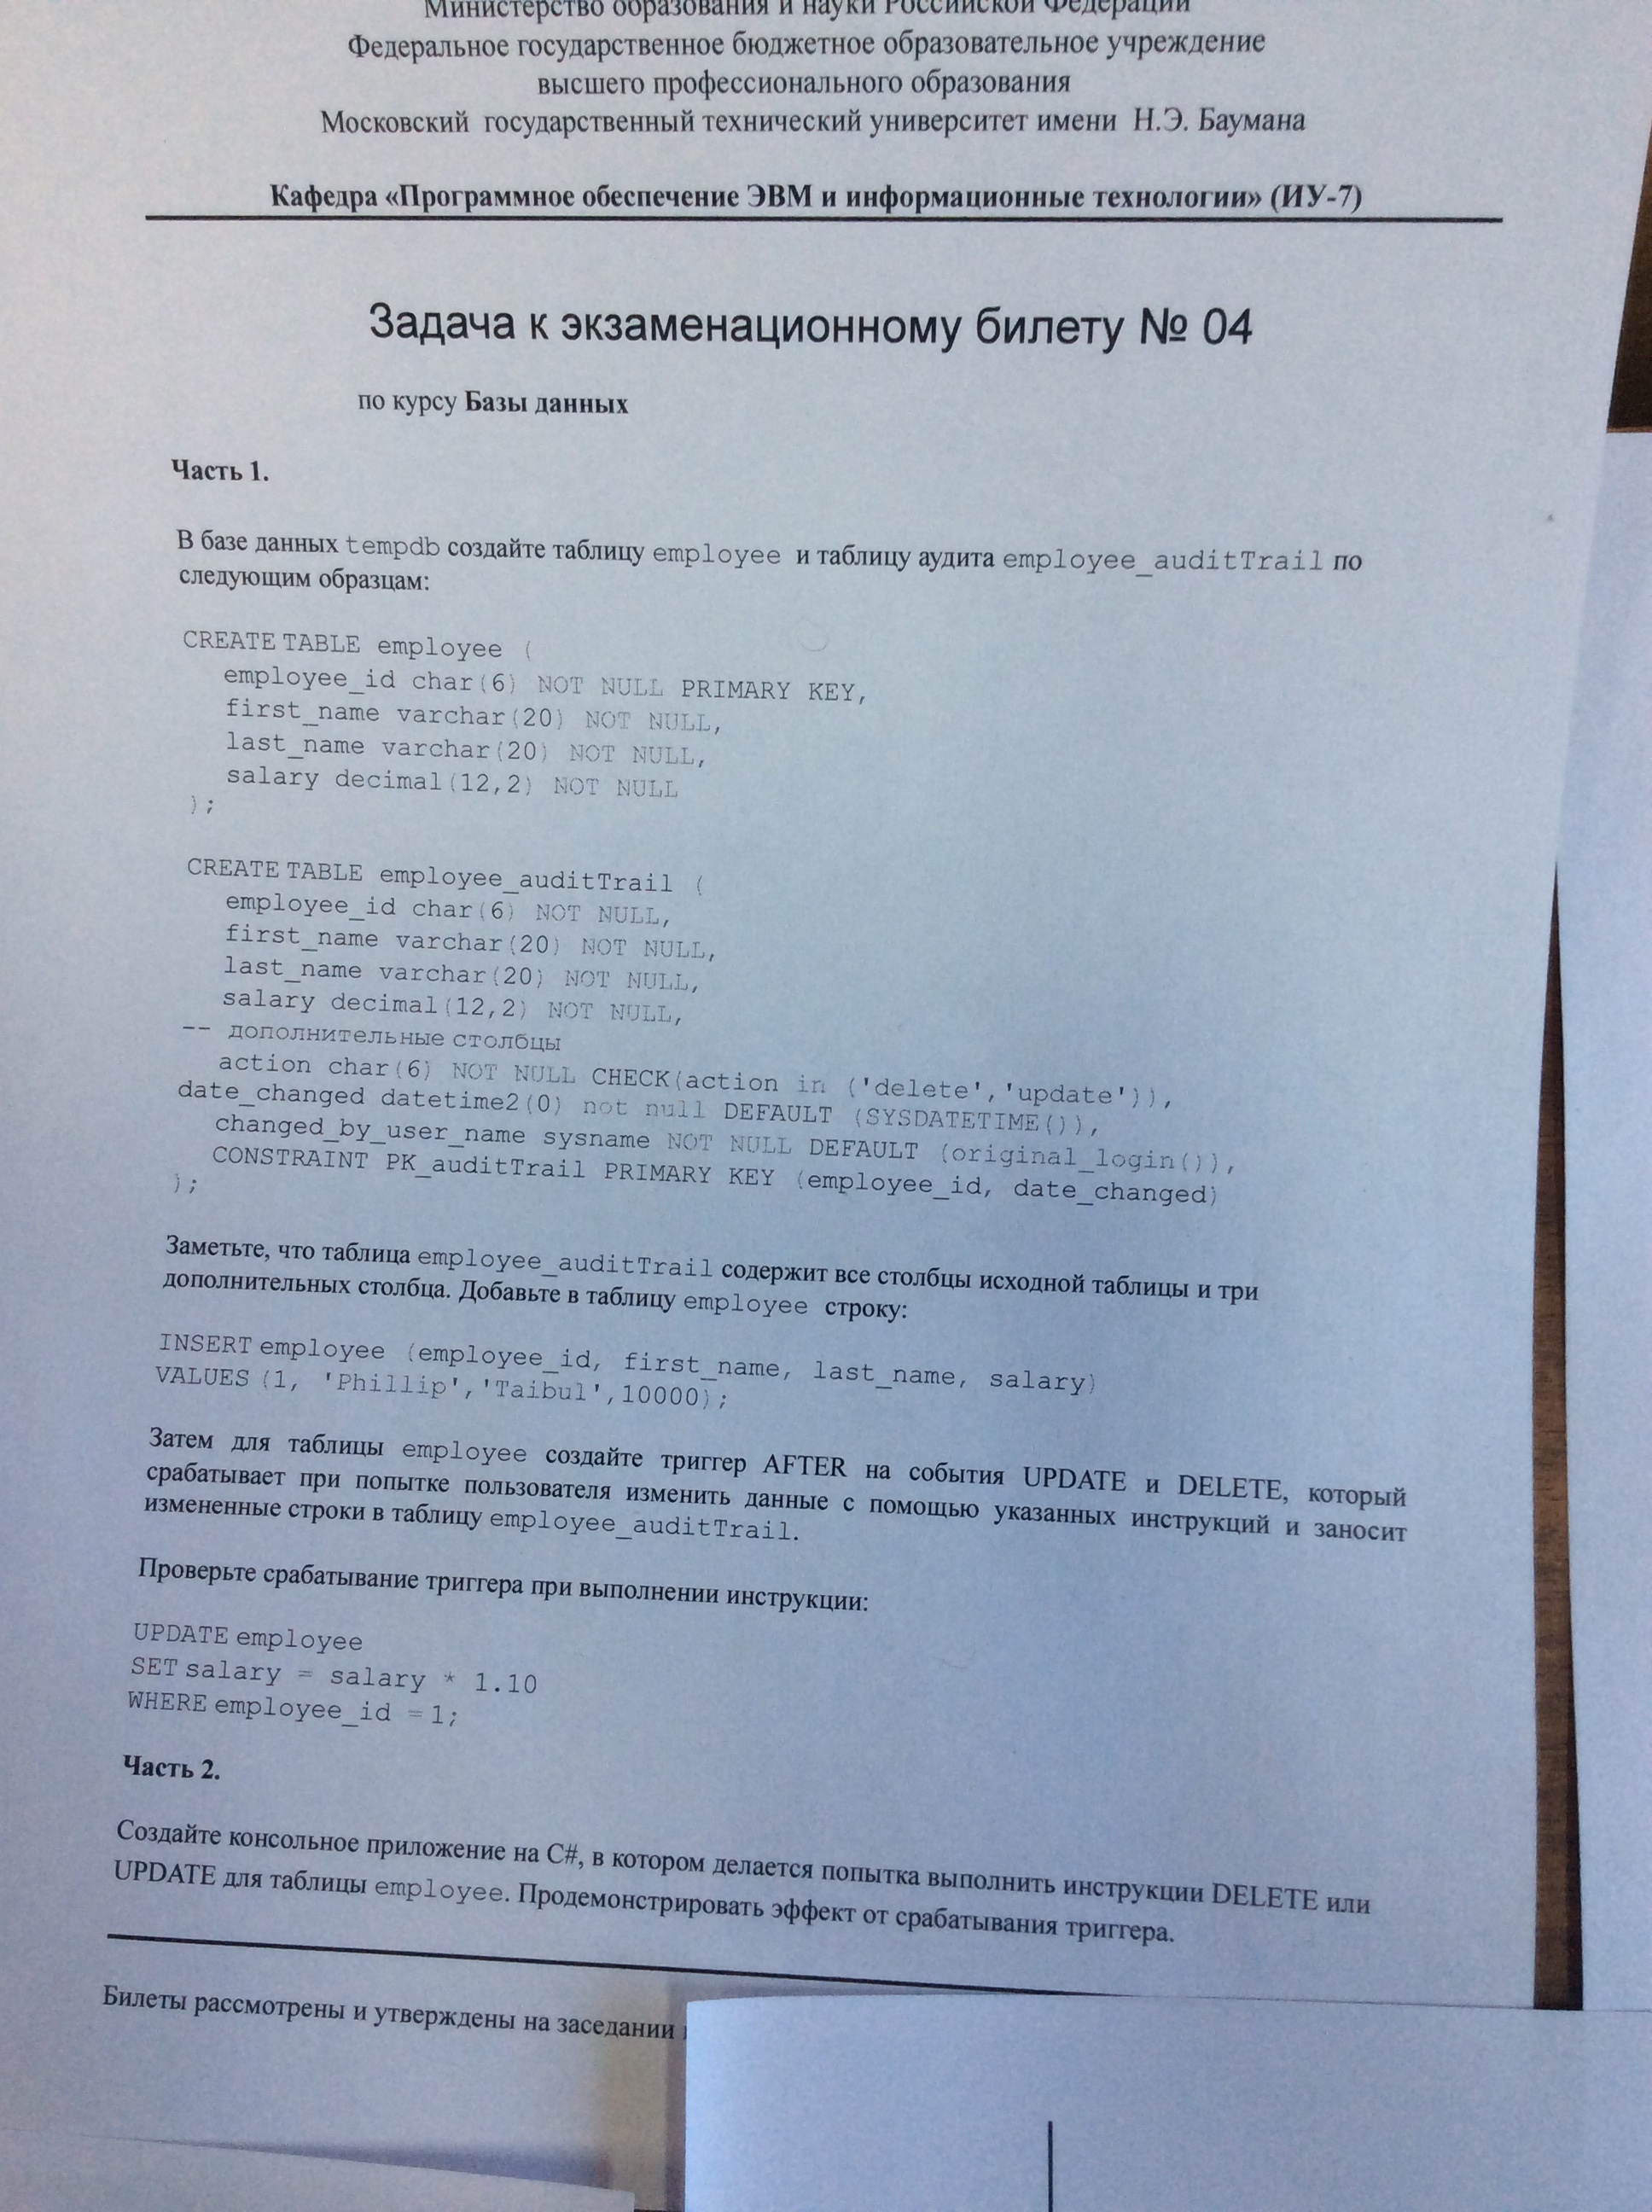 Министерство образования и науки Российской Федерации
Федеральное государственное бюджетное образовательное учреждение
высшего профессионального образования
Московский государственный технический университет имени Н.Э. Баумана
Кафедра «Программное обеспечение ЭВМ и информационные технологии» (ИУ-7)
Задача к экзаменационному билету № 04
по курсу Базы данных
Часть 1.
В базе данных tempdb создайте таблицу employee и таблицу аудита employee_auditTrail по
следующим образцам:
CREATE TABLE employee (
employee_id char(6) NOT NULL PRIMARY KEY,
first_name varchar(20) NOT NULL,
last_name varchar(20) NOT NULL,
salary decimal(12,2) NOT NULL
);
CREATE TABLE employee_auditTrail (
employee_id char(6) NOT NULL,
first_name varchar(20) NOT NULL,
last_name varchar(20) NOT NULL,
salary decimal(12,2) NOT NULL,
-- дополнительные столбцы
action char(6) NOT NULL CHECK(action in ('delete','update')),
date_changed datetime2(0) not null DEFAULT (SYSDATETIME()),
changed_by_user_name sysname NOT NULL DEFAULT (original_login()),
CONSTRAINT PK_auditTrail PRIMARY KEY (employee_id, date_changed)
);
Заметьте, что таблица employee_auditTrail содержит все столбцы исходной таблицы и три
дополнительных столбца. Добавьте в таблицу employee строку:
INSERT employee (employee_id, first_name, last_name, salary)
VALUES (1, 'Phillip','Taibul',10000);
Затем для таблицы employee создайте триггер AFTER на события UPDATE и DELETE, который
срабатывает при попытке пользователя изменить данные с помощью указанных инструкций и заносит
измененные строки в таблицу employee_auditTrail.
Проверьте срабатывание триггера при выполнении инструкции:
UPDATE employee
SET salary = salary * 1.10
WHERE employee_id = 1;
Часть 2.
Создайте консольное приложение на C#, в котором делается попытка выполнить инструкции DELETE или
UPDATE для таблицы employee. Продемонстрировать эффект от срабатывания триггера.
Билеты рассмотрены и утверждены на заседании